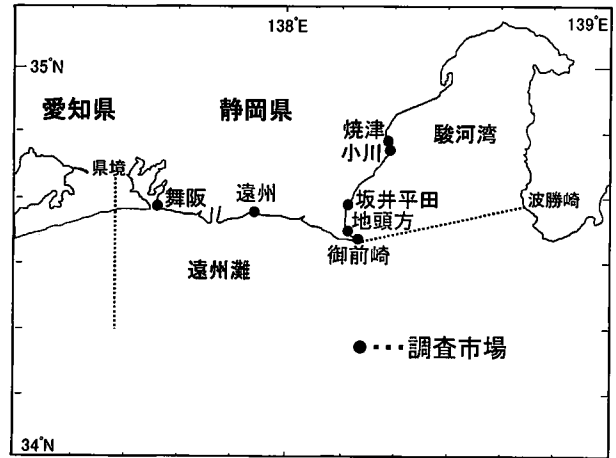 138°E
139°E
35°N
愛知県
静岡県
焼津
小川
駿河湾
県境
舞阪
遠州
坂井平田
地頭方
波勝崎
御前崎
遠州灘
●･･･調査市場
34°N